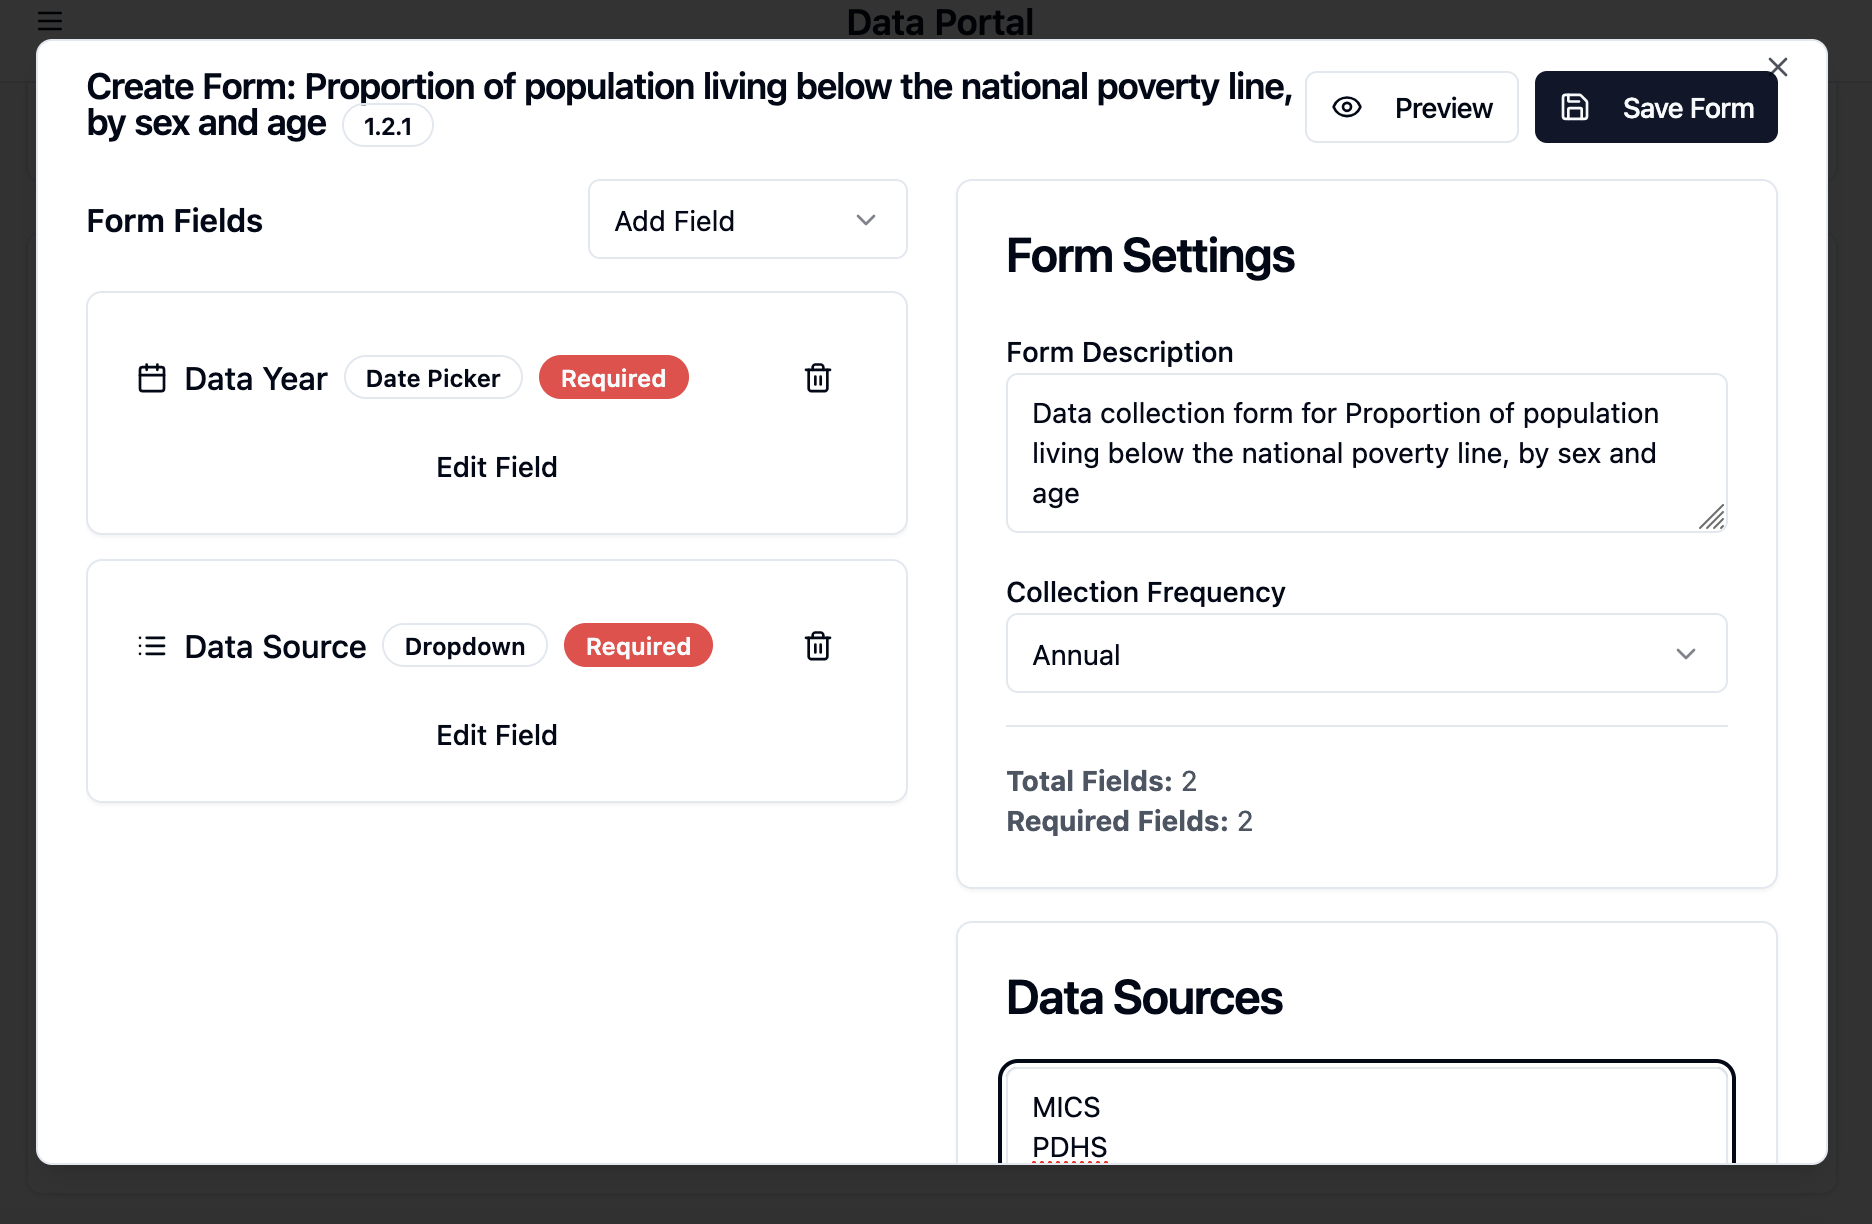 Data Portal
Create Form: Proportion of population living below the national poverty line,
by sex and age 1.2.1
Preview
Save Form
Form Fields
Add Field
Data Year Date Picker Required
Edit Field
Data Source Dropdown Required
Edit Field
Form Settings
Form Description
Data collection form for Proportion of population
living below the national poverty line, by sex and
age
Collection Frequency
Annual
Total Fields: 2
Required Fields: 2
Data Sources
MICS
PDHS